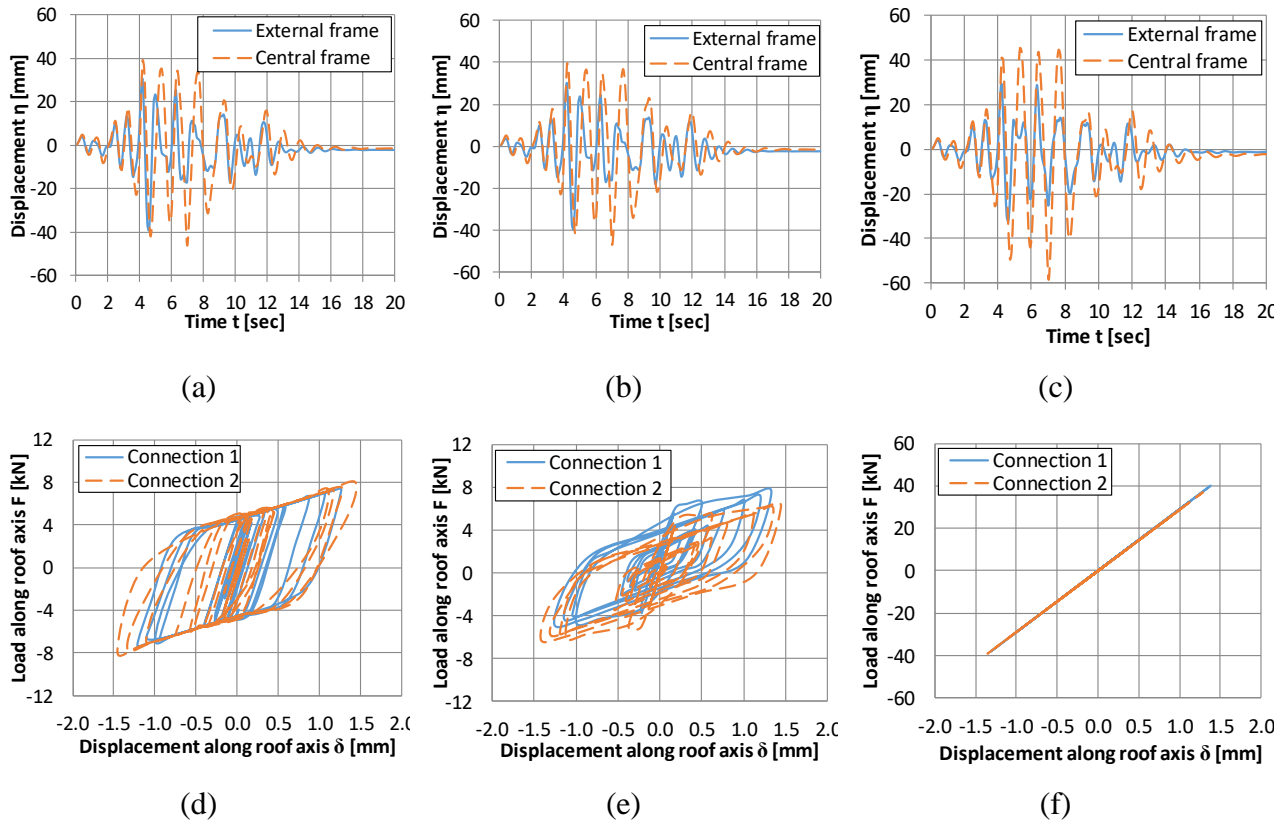 External frame
Central frame
Displacement η [mm]
60
40
20
0
-20
-40
-60
0 2 4 6 8 10 12 14 16 18 20
Time t [sec]
(a)
External frame
Central frame
Displacement η [mm]
60
40
20
0
-20
-40
-60
0 2 4 6 8 10 12 14 16 18 20
Time t [sec]
(b)
External frame
Central frame
Displacement η [mm]
60
40
20
0
-20
-40
-60
0 2 4 6 8 10 12 14 16 18 20
Time t [sec]
(c)
Connection 1
Connection 2
Load along roof axis F [kN]
12
8
4
0
-4
-8
-12
-2.0 -1.5 -1.0 -0.5 0.0 0.5 1.0 1.5 2.0
Displacement along roof axis δ [mm]
(d)
Connection 1
Connection 2
Load along roof axis F [kN]
12
8
4
0
-4
-8
-12
-2.0 -1.5 -1.0 -0.5 0.0 0.5 1.0 1.5 2.0
Displacement along roof axis δ [mm]
(e)
Connection 1
Connection 2
Load along roof axis F [kN]
60
40
20
0
-20
-40
-60
-2.0 -1.5 -1.0 -0.5 0.0 0.5 1.0 1.5 2.0
Displacement along roof axis δ [mm]
(f)